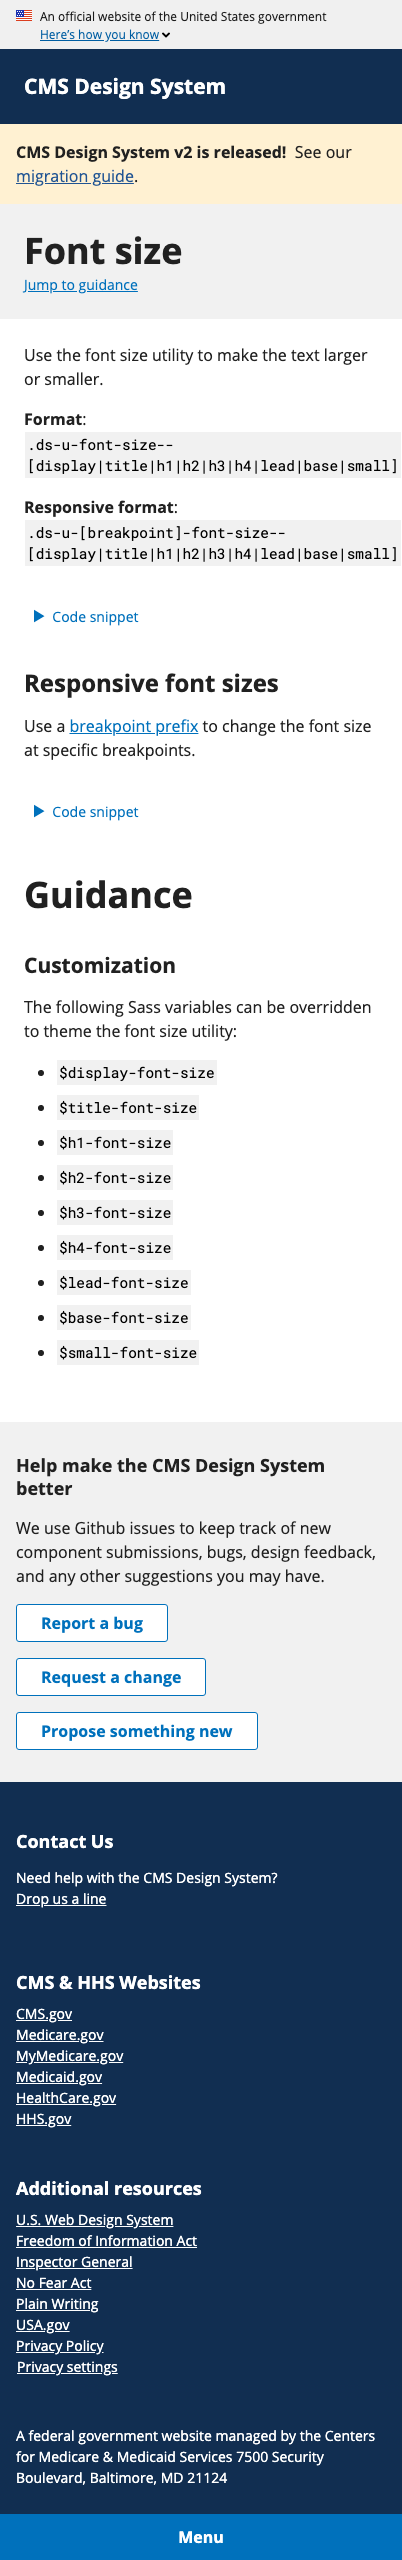 An official website of the United States government
Here's how you know
CMS Design System
CMS Design System v2 is released! See our
migration guide.
Font size
Jump to guidance
Use the font size utility to make the text larger
or smaller.
Format:
.ds-u-font-size--
[display|title|h1|h2|h3|h4|lead|base|small]
Responsive format:
.ds-u-[breakpoint]-font-size--
[display|title|h1|h2|h3|h4|lead|base|small]
Code snippet
Responsive font sizes
Use a breakpoint prefix to change the font size
at specific breakpoints.
Code snippet
Guidance
Customization
The following Sass variables can be overridden
to theme the font size utility:
$display-font-size
$title-font-size
$h1-font-size
$h2-font-size
$h3-font-size
$h4-font-size
$lead-font-size
$base-font-size
$small-font-size
Help make the CMS Design System
better
We use Github issues to keep track of new
component submissions, bugs, design feedback,
and any other suggestions you may have.
Report a bug
Request a change
Propose something new
Contact Us
Need help with the CMS Design System?
Drop us a line
CMS & HHS Websites
CMS.gov
Medicare.gov
MyMedicare.gov
Medicaid.gov
HealthCare.gov
HHS.gov
Additional resources
U.S. Web Design System
Freedom of Information Act
Inspector General
No Fear Act
Plain Writing
USA.gov
Privacy Policy
Privacy settings
A federal government website managed by the Centers
for Medicare & Medicaid Services 7500 Security
Boulevard, Baltimore, MD 21124
Menu